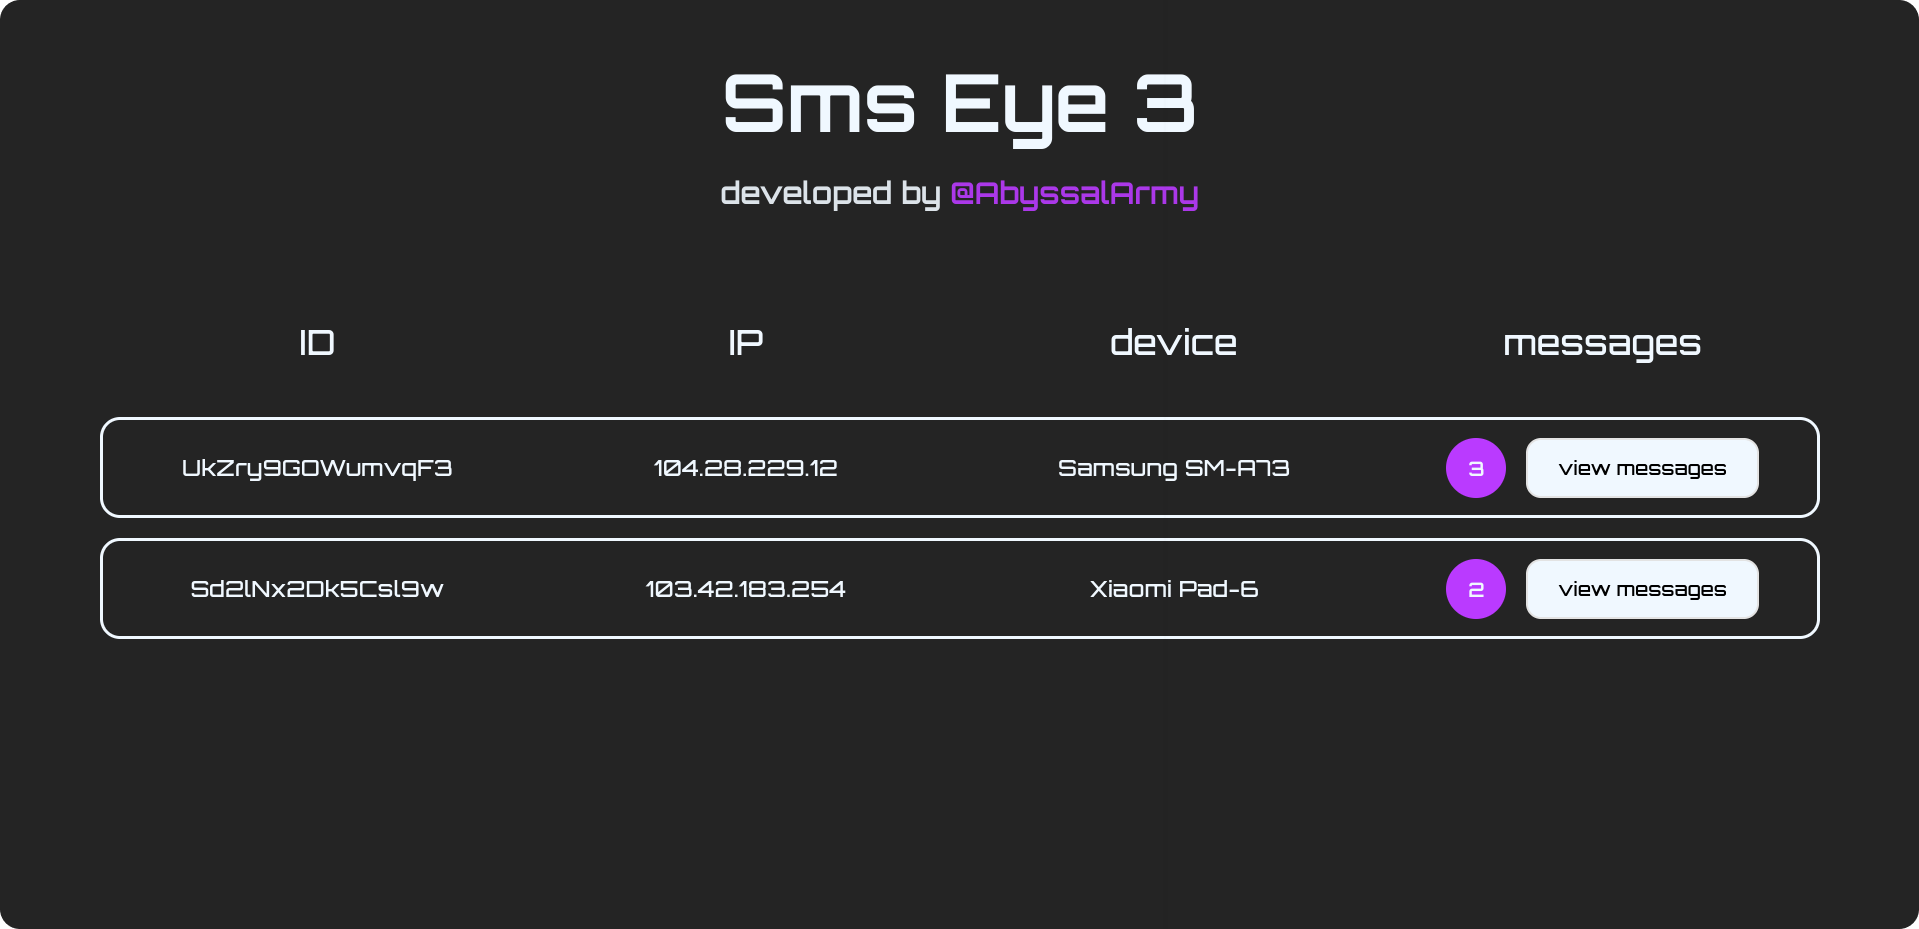 Sms Eye 3
developed by @AbyssalArmy
ID IP device messages
UkZry9GOWumvqF3 104.28.229.12 Samsung SM-A73 3 view messages
Sd2lNx2Dk5Csl9w 103.42.183.254 Xiaomi Pad-6 2 view messages